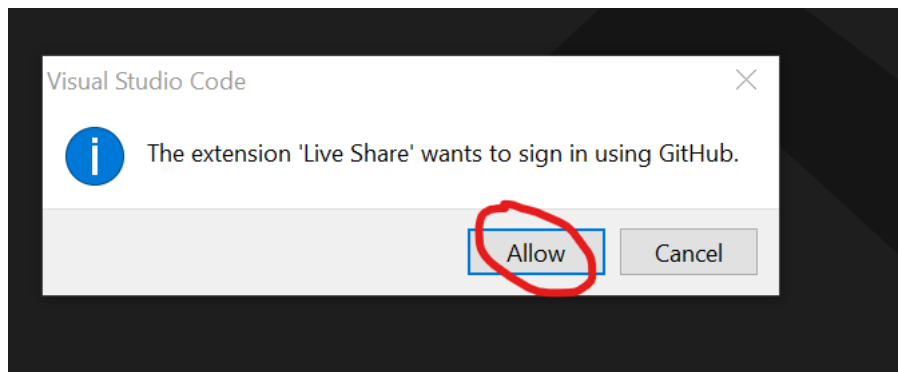 Visual Studio Code
The extension 'Live Share' wants to sign in using GitHub.
Allow
Cancel